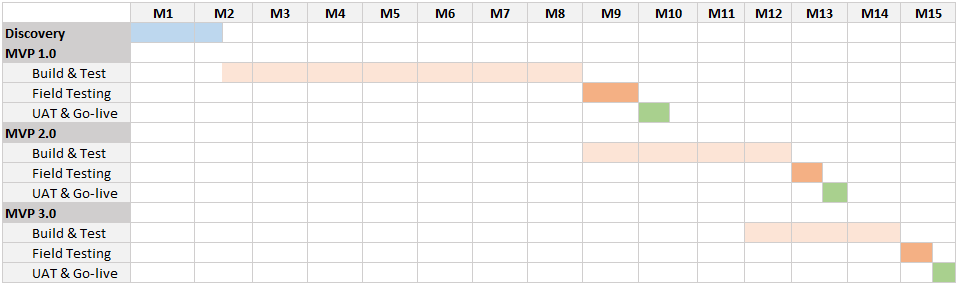 M1 M2 M3 M4 M5 M6 M7 M8 M9 M10 M11 M12 M13 M14 M15
Discovery
MVP 1.0
Build & Test
Field Testing
UAT & Go-live
MVP 2.0
Build & Test
Field Testing
UAT & Go-live
MVP 3.0
Build & Test
Field Testing
UAT & Go-live